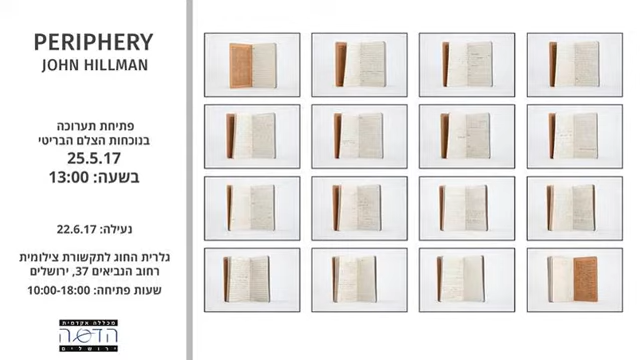 PERIPHERY
JOHN HILLMAN
פתיחת תערוכה
בנוכחות הצלם הבריטי
25.5.17
בשעה: 13:00
נעילה: 22.6.17
גלרית החוג לתקשורת צילומית
רחוב הנביאים 37, ירושלים
שעות פתיחה: 10:00-18:00
מכללה אקדמית
הדסה
ירושלים